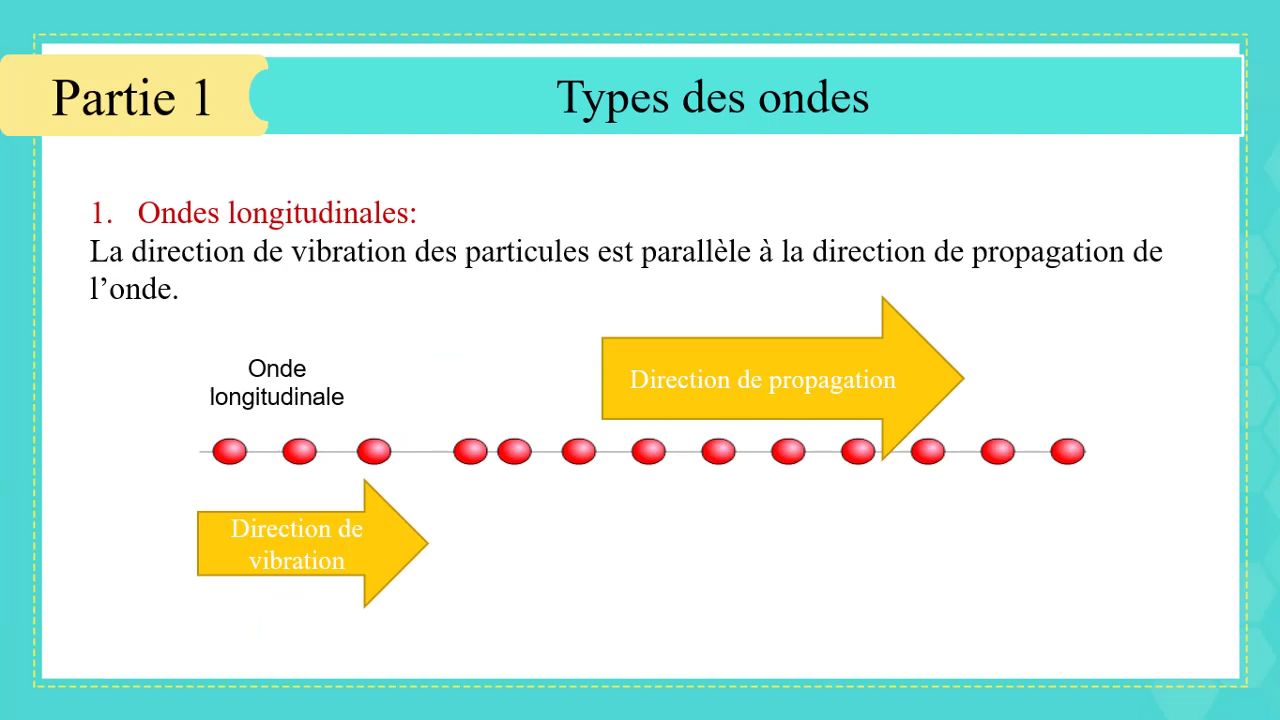 Partie 1
Types des ondes
1. Ondes longitudinales:
La direction de vibration des particules est parallèle à la direction de propagation de
l’onde.
Onde
longitudinale
Direction de propagation
Direction de
vibration